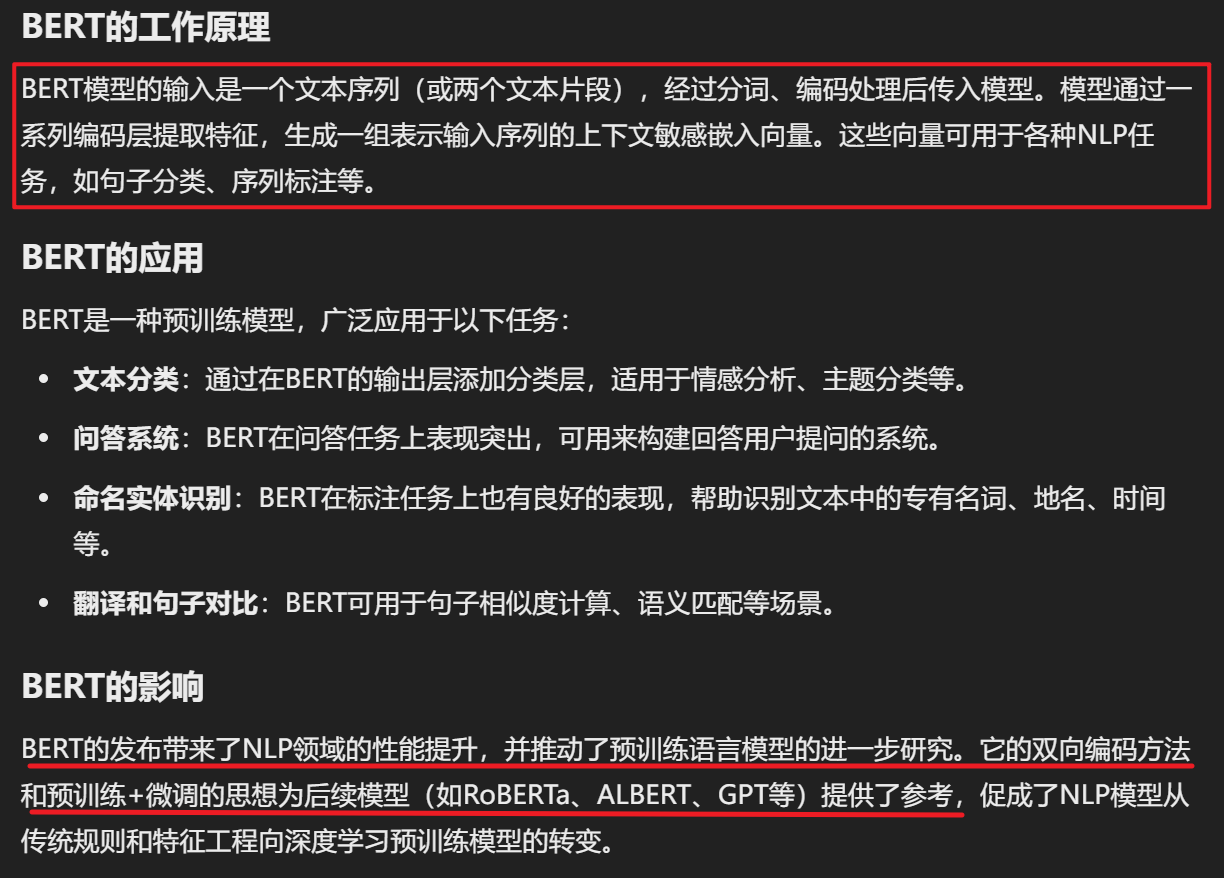 BERT的工作原理
BERT模型的输入是一个文本序列（或两个文本片段），经过分词、编码处理后传入模型。模型通过一
系列编码层提取特征，生成一组表示输入序列的上下文敏感嵌入向量。这些向量可用于各种NLP任
务，如句子分类、序列标注等。
BERT的应用
BERT是一种预训练模型，广泛应用于以下任务：
• 文本分类：通过在BERT的输出层添加分类层，适用于情感分析、主题分类等。
• 问答系统：BERT在问答任务上表现突出，可用来构建回答用户提问的系统。
• 命名实体识别：BERT在标注任务上也有良好的表现，帮助识别文本中的专有名词、地名、时间
等。
• 翻译和句子对比：BERT可用于句子相似度计算、语义匹配等场景。
BERT的影响
BERT的发布带来了NLP领域的性能提升，并推动了预训练语言模型的进一步研究。它的双向编码方法
和预训练+微调的思想为后续模型（如RoBERTa、ALBERT、GPT等）提供了参考，促成了NLP模型从
传统规则和特征工程向深度学习预训练模型的转变。